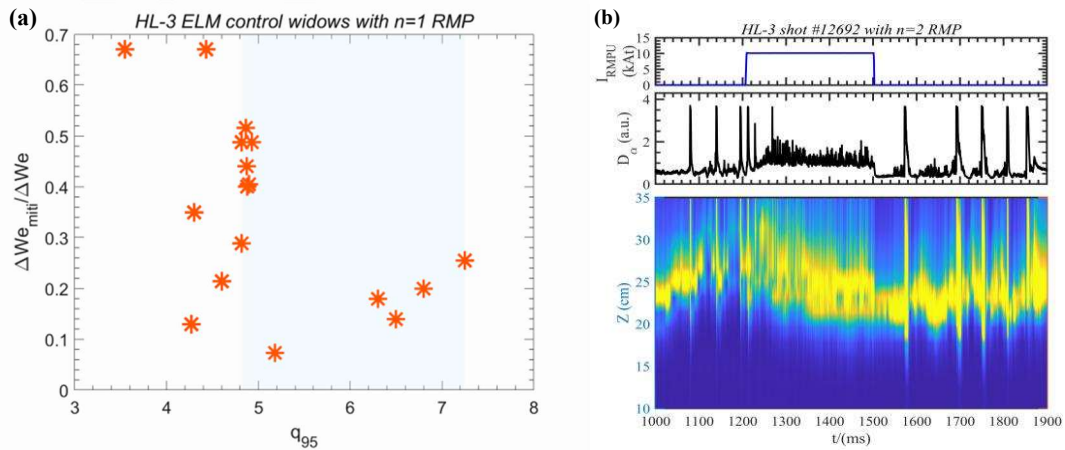 (a)
HL-3 ELM control widows with n=1 RMP
0.7
0.6
0.5
0.4
0.3
0.2
0.1
0
ΔWe_miti/ΔWe
3 4 5 6 7 8
q_95
(b)
HL-3 shot #12692 with n=2 RMP
I_RMPU
(kAt)
15
10
5
0
D_α (a.u.)
4
2
0
Z (cm)
35
30
25
20
15
10
1000 1100 1200 1300 1400 1500 1600 1700 1800 1900
t/(ms)